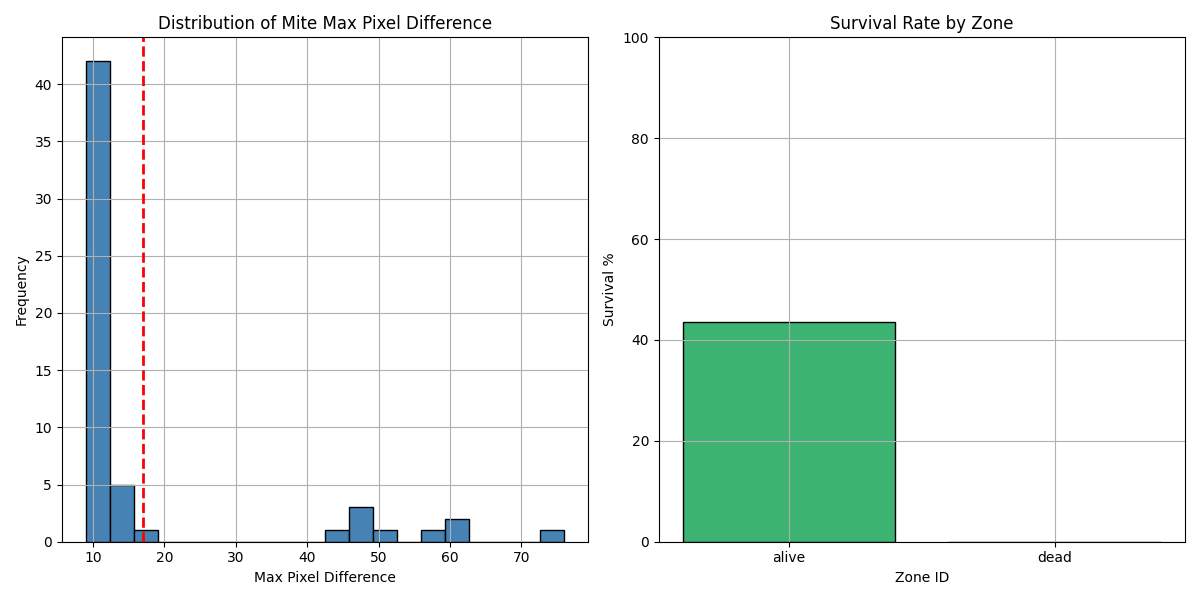 Distribution of Mite Max Pixel Difference
Frequency
40
35
30
25
20
15
10
5
0
10 20 30 40 50 60 70
Max Pixel Difference
Survival Rate by Zone
Survival %
100
80
60
40
20
0
alive dead
Zone ID